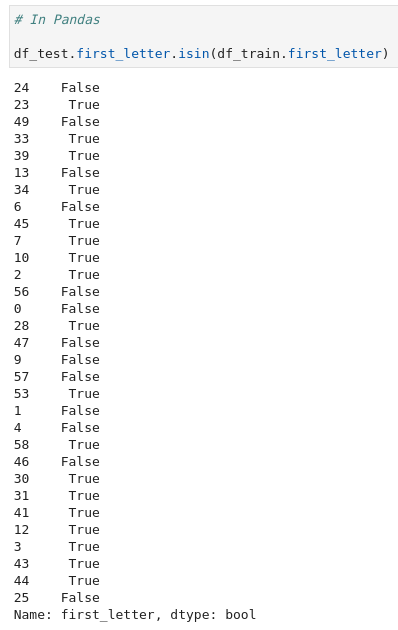 # In Pandas
df_test.first_letter.isin(df_train.first_letter)
24    False
23     True
49    False
33     True
39     True
13    False
34     True
6     False
45     True
7      True
10     True
2      True
56    False
0     False
28     True
47    False
9     False
57    False
53     True
1     False
4     False
58     True
46    False
30     True
31     True
41     True
12     True
3      True
43     True
44     True
25    False
Name: first_letter, dtype: bool